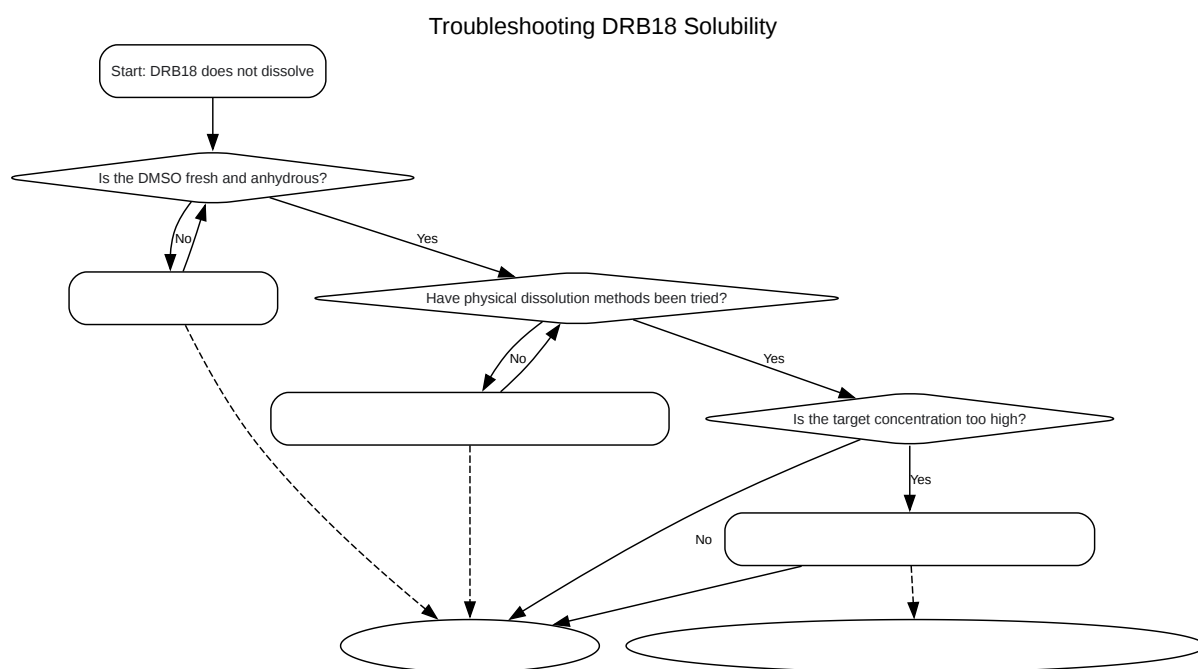 Troubleshooting DRB18 Solubility
Start: DRB18 does not dissolve
Is the DMSO fresh and anhydrous?
No
Yes
Have physical dissolution methods been tried?
No
Yes
Is the target concentration too high?
Yes
No